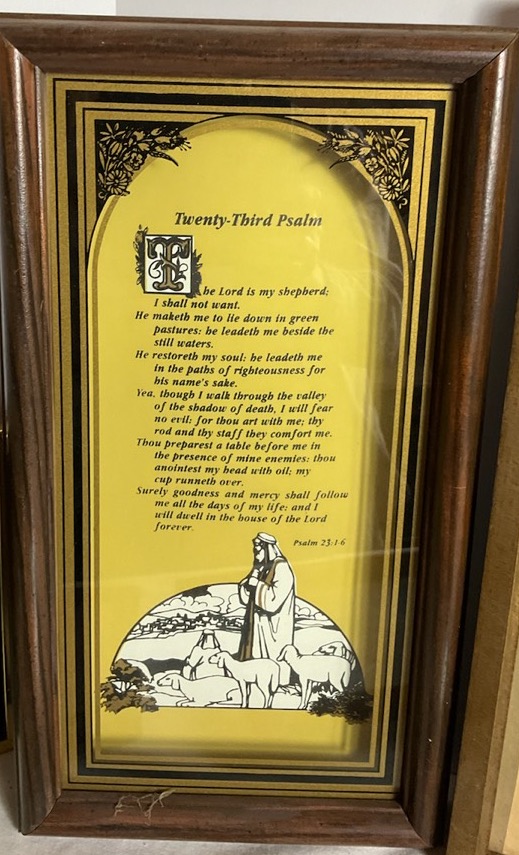 Twenty-Third Psalm
The Lord is my shepherd;
I shall not want.
He maketh me to lie down in green
pastures: he leadeth me beside the
still waters.
He restoreth my soul: he leadeth me
in the paths of righteousness for
his name's sake.
Yea, though I walk through the valley
of the shadow of death, I will fear
no evil: for thou art with me; thy
rod and thy staff they comfort me.
Thou preparest a table before me in
the presence of mine enemies: thou
anointest my head with oil; my
cup runneth over.
Surely goodness and mercy shall follow
me all the days of my life: and I
will dwell in the house of the Lord
forever.
Psalm 23:1-6